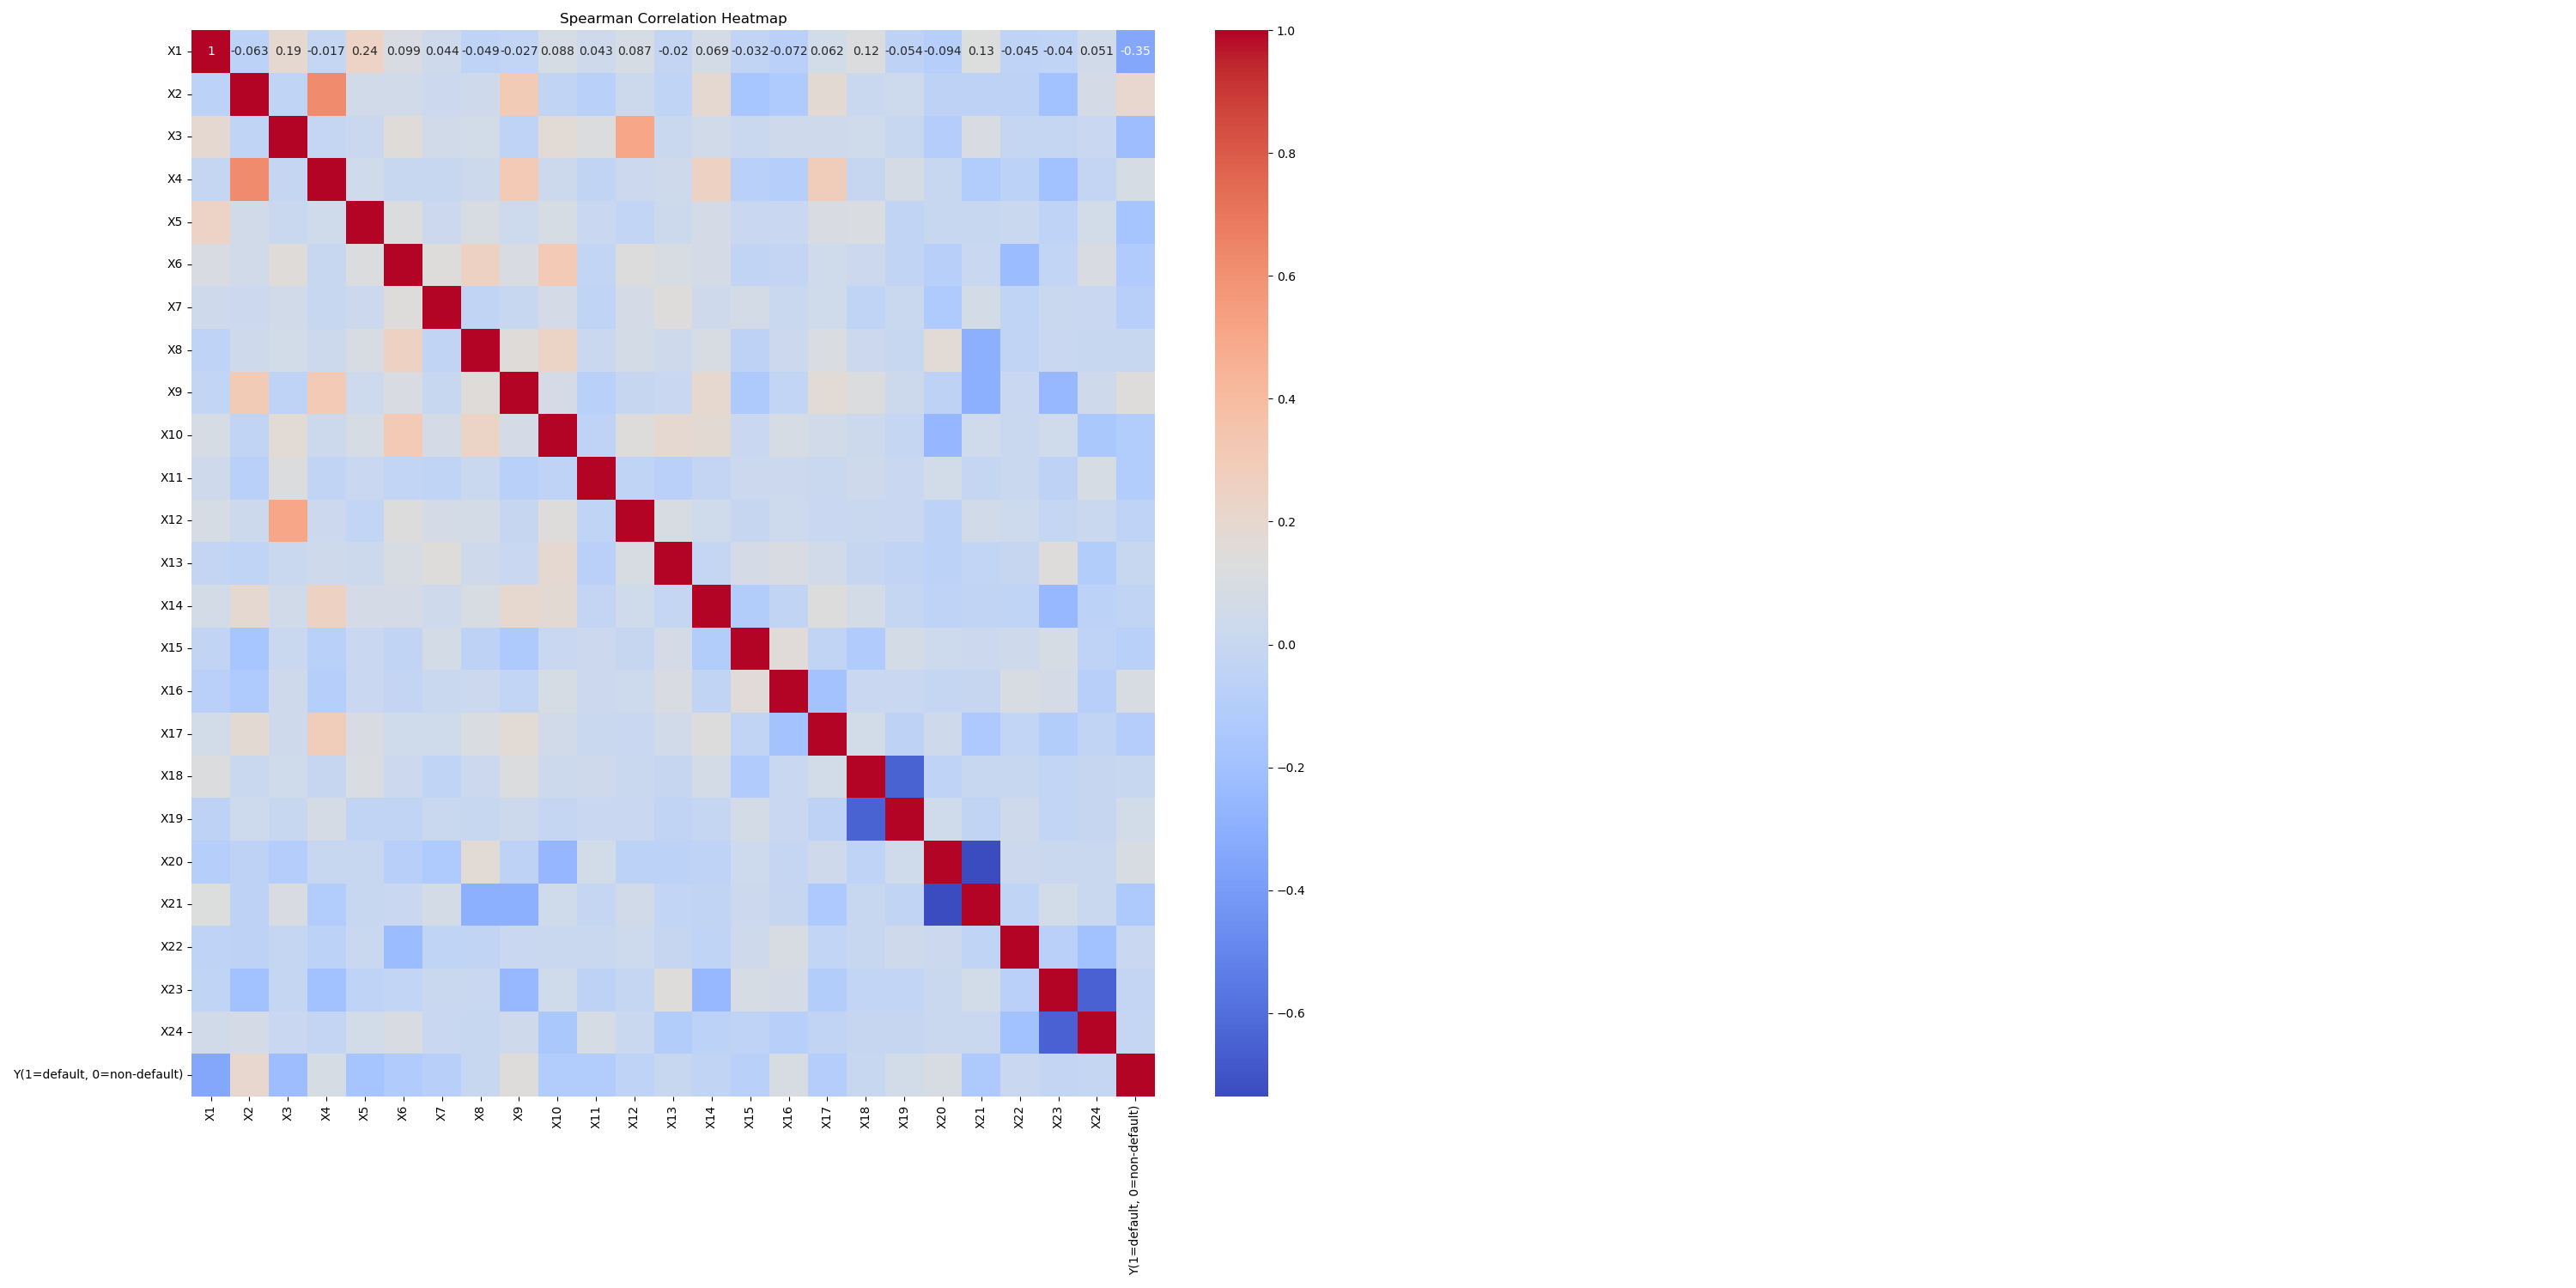 Spearman Correlation Heatmap
X1 1 -0.063 0.19 -0.017 0.24 0.099 0.044 -0.049 -0.027 0.088 0.043 0.087 -0.02 0.069 -0.032 -0.072 0.062 0.12 -0.054 -0.094 0.13 -0.045 -0.04 0.051 -0.35
X2
X3
X4
X5
X6
X7
X8
X9
X10
X11
X12
X13
X14
X15
X16
X17
X18
X19
X20
X21
X22
X23
X24
Y(1=default, 0=non-default)
X1 X2 X3 X4 X5 X6 X7 X8 X9 X10 X11 X12 X13 X14 X15 X16 X17 X18 X19 X20 X21 X22 X23 X24 Y(1=default, 0=non-default)
1.0
0.8
0.6
0.4
0.2
0.0
−0.2
−0.4
−0.6